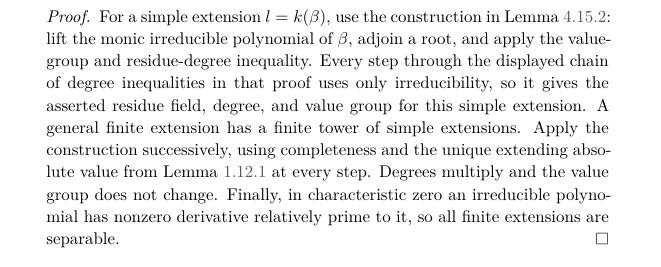 Proof. For a simple extension l = k(β), use the construction in Lemma 4.15.2:
lift the monic irreducible polynomial of β, adjoin a root, and apply the value-
group and residue-degree inequality. Every step through the displayed chain
of degree inequalities in that proof uses only irreducibility, so it gives the
asserted residue field, degree, and value group for this simple extension. A
general finite extension has a finite tower of simple extensions. Apply the
construction successively, using completeness and the unique extending abso-
lute value from Lemma 1.12.1 at every step. Degrees multiply and the value
group does not change. Finally, in characteristic zero an irreducible polyno-
mial has nonzero derivative relatively prime to it, so all finite extensions are
separable. □